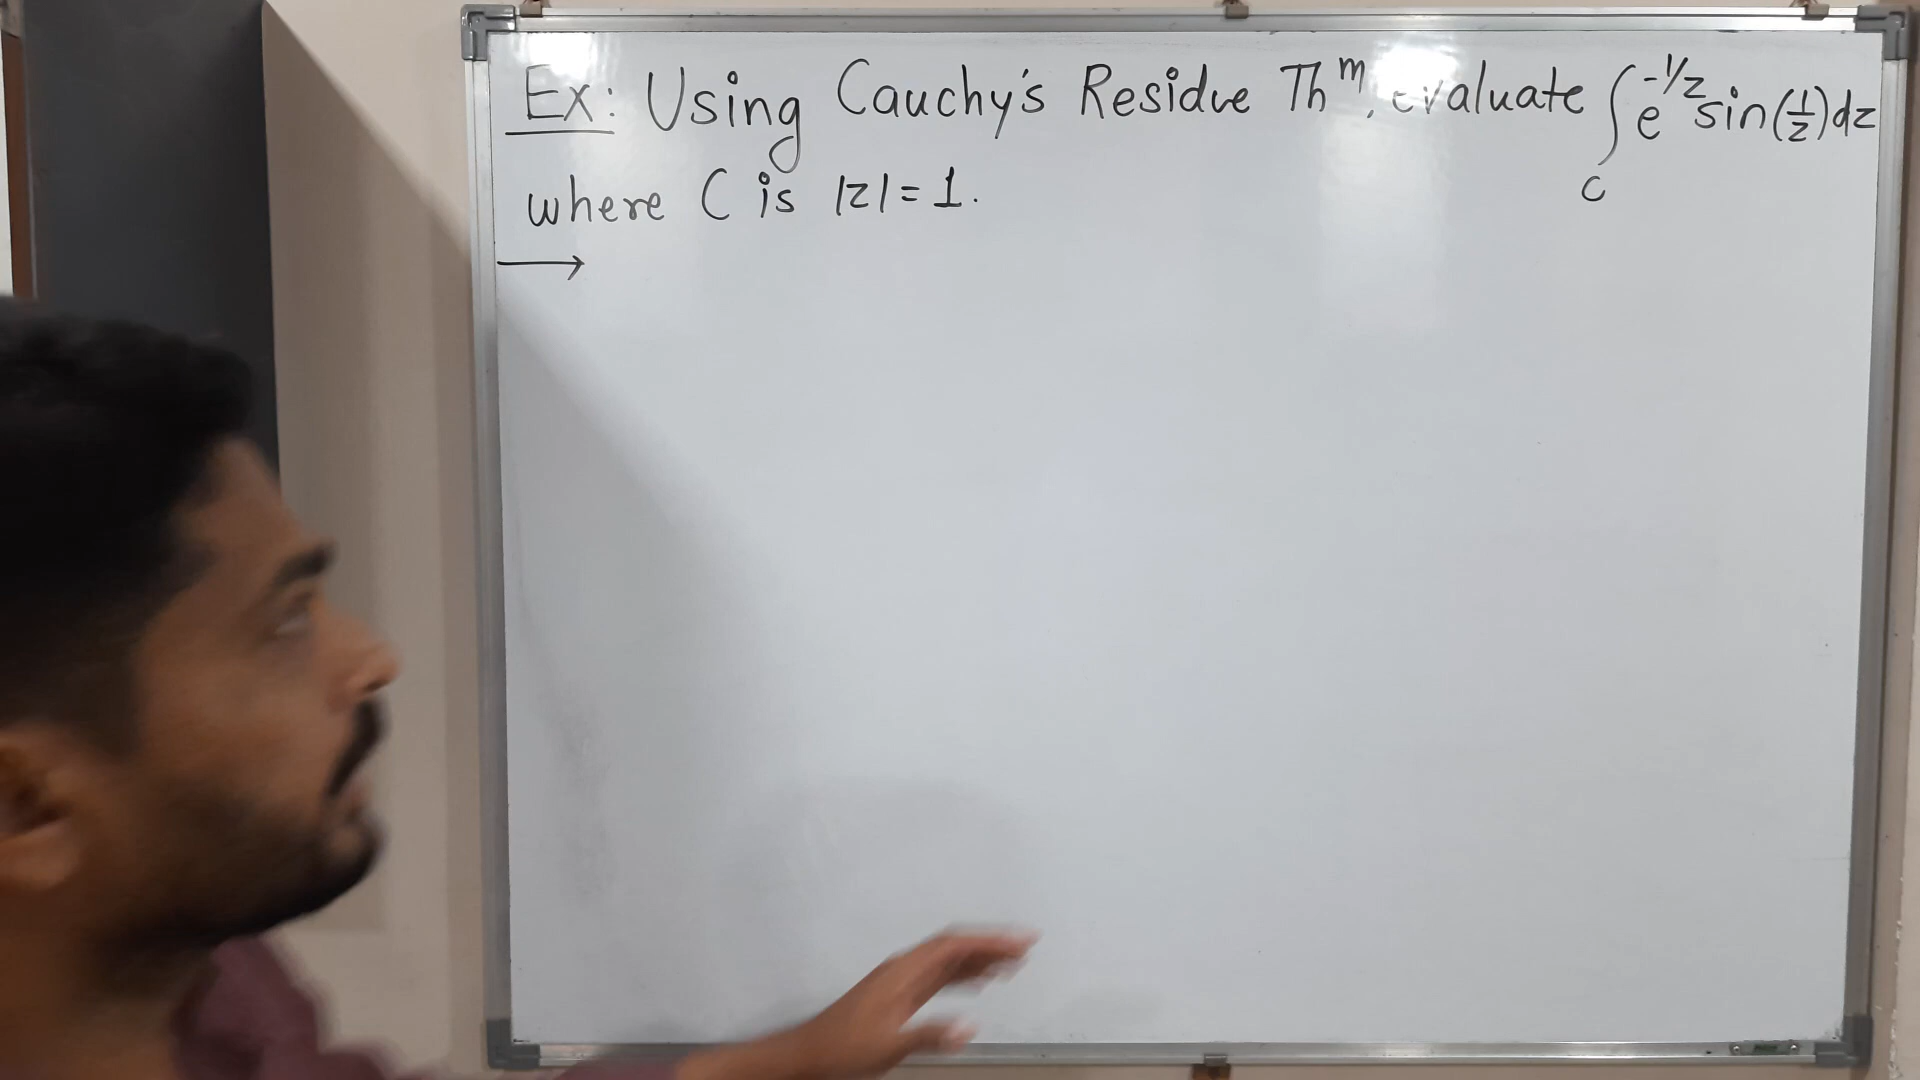 Ex: Using Cauchy's Residue Thᵐ, evaluate ∫_C e^{-1/z} sin(1/z) dz
where C is |z| = 1.
→